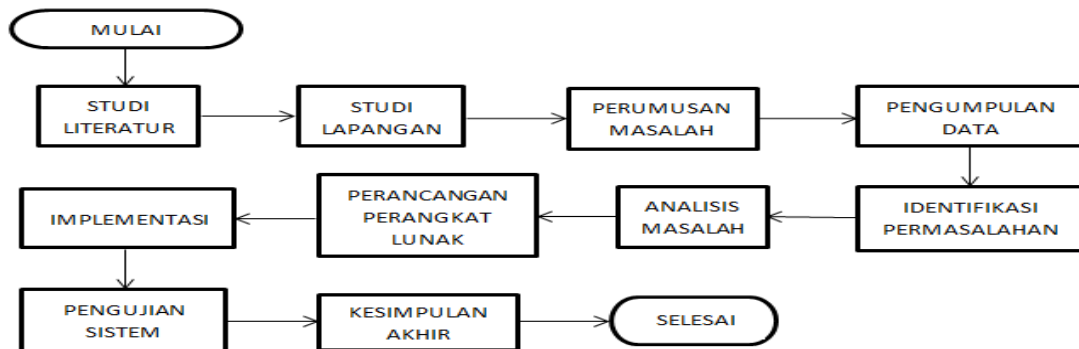 MULAI
STUDI
LITERATUR
STUDI
LAPANGAN
PERUMUSAN
MASALAH
PENGUMPULAN
DATA
IDENTIFIKASI
PERMASALAHAN
ANALISIS
MASALAH
PERANCANGAN
PERANGKAT
LUNAK
IMPLEMENTASI
PENGUJIAN
SISTEM
KESIMPULAN
AKHIR
SELESAI